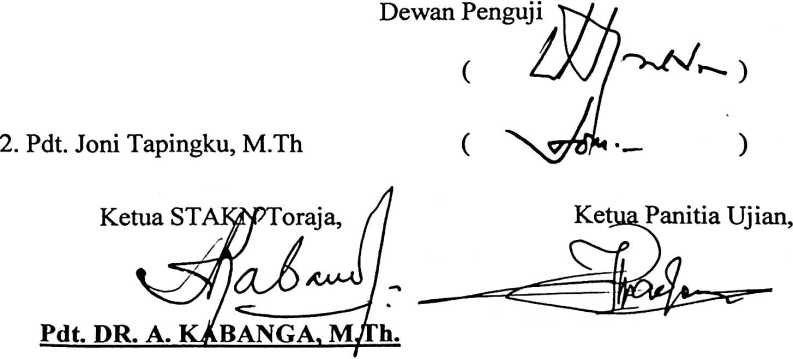 Dewan Penguji
( )
2. Pdt. Joni Tapingku, M.Th ( )
Ketua STAKN Toraja, Ketua Panitia Ujian,
Pdt. DR. A. KABANGA, M.Th.